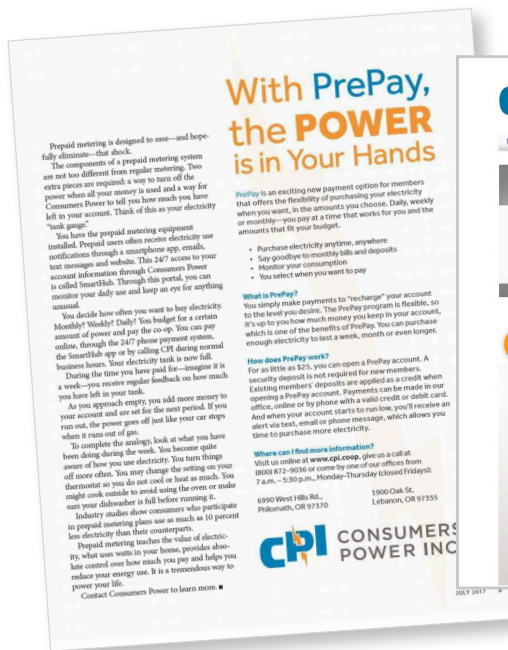 Prepaid metering is designed to ease—and hope-
fully eliminate—that shock.
The components of a prepaid metering system
are not too different from regular metering. Two
extra pieces are required: a way to turn off the
power when all your money is used and a way for
Consumers Power to tell you how much you have
left in your account. Think of this as your electricity
"tank gauge."
You have the prepaid metering equipment
installed. Prepaid users often receive electricity use
notifications through a smartphone app, emails,
text messages and website. This 24/7 access to your
account information through Consumers Power
is called SmartHub. Through this portal, you can
monitor your daily use and keep an eye for anything
unusual.
You decide how often you want to buy electricity.
Monthly? Weekly? Daily? You budget for a certain
amount of power and pay the co-op. You can pay
online, through the 24/7 phone payment system,
the SmartHub app or by calling CPI during normal
business hours. Your electricity tank is now full.
During the time you have paid for—imagine it is
a week—you receive regular feedback on how much
you have left in your tank.
As you approach empty, you add more money to
your account and are set for the next period. If you
run out, the power goes off just like your car stops
when it runs out of gas.
To complete the analogy, look at what you have
been doing during the week. You become quite
aware of how you use electricity. You turn things
off more often. You may change the setting on your
thermostat so you do not cool or heat as much. You
might cook outside to avoid using the oven or make
sure your dishwasher is full before running it.
Industry studies show consumers who participate
in prepaid metering plans use as much as 10 percent
less electricity than their counterparts.
Prepaid metering teaches the value of electric-
ity, what uses watts in your home, provides abso-
lute control over how much you pay and helps you
reduce your energy use. It is a tremendous way to
power your life.
Contact Consumers Power to learn more. ■
With PrePay,
the POWER
is in Your Hands
PrePay is an exciting new payment option for members
that offers the flexibility of purchasing your electricity
when you want, in the amounts you choose. Daily, weekly
or monthly—you pay at a time that works for you and the
amounts that fit your budget.
• Purchase electricity anytime, anywhere
• Say goodbye to monthly bills and deposits
• Monitor your consumption
• You select when you want to pay
What is PrePay?
You simply make payments to "recharge" your account
to the level you desire. The PrePay program is flexible, so
it's up to you how much money you keep in your account,
which is one of the benefits of PrePay. You can purchase
enough electricity to last a week, month or even longer.
How does PrePay work?
For as little as $25, you can open a PrePay account. A
security deposit is not required for new members.
Existing members' deposits are applied as a credit when
opening a PrePay account. Payments can be made in our
office, online or by phone with a valid credit or debit card.
And when your account starts to run low, you'll receive an
alert via text, email or phone message, which allows you
time to purchase more electricity.
Where can I find more information?
Visit us online at www.cpi.coop, give us a call at
(800) 872-9036 or come by one of our offices from
7 a.m. – 5:30 p.m., Monday–Thursday (closed Fridays):
6990 West Hills Rd.,
Philomath, OR 97370
1900 Oak St.
Lebanon, OR 97355
CPI CONSUMERS
POWER INC
JULY 2017